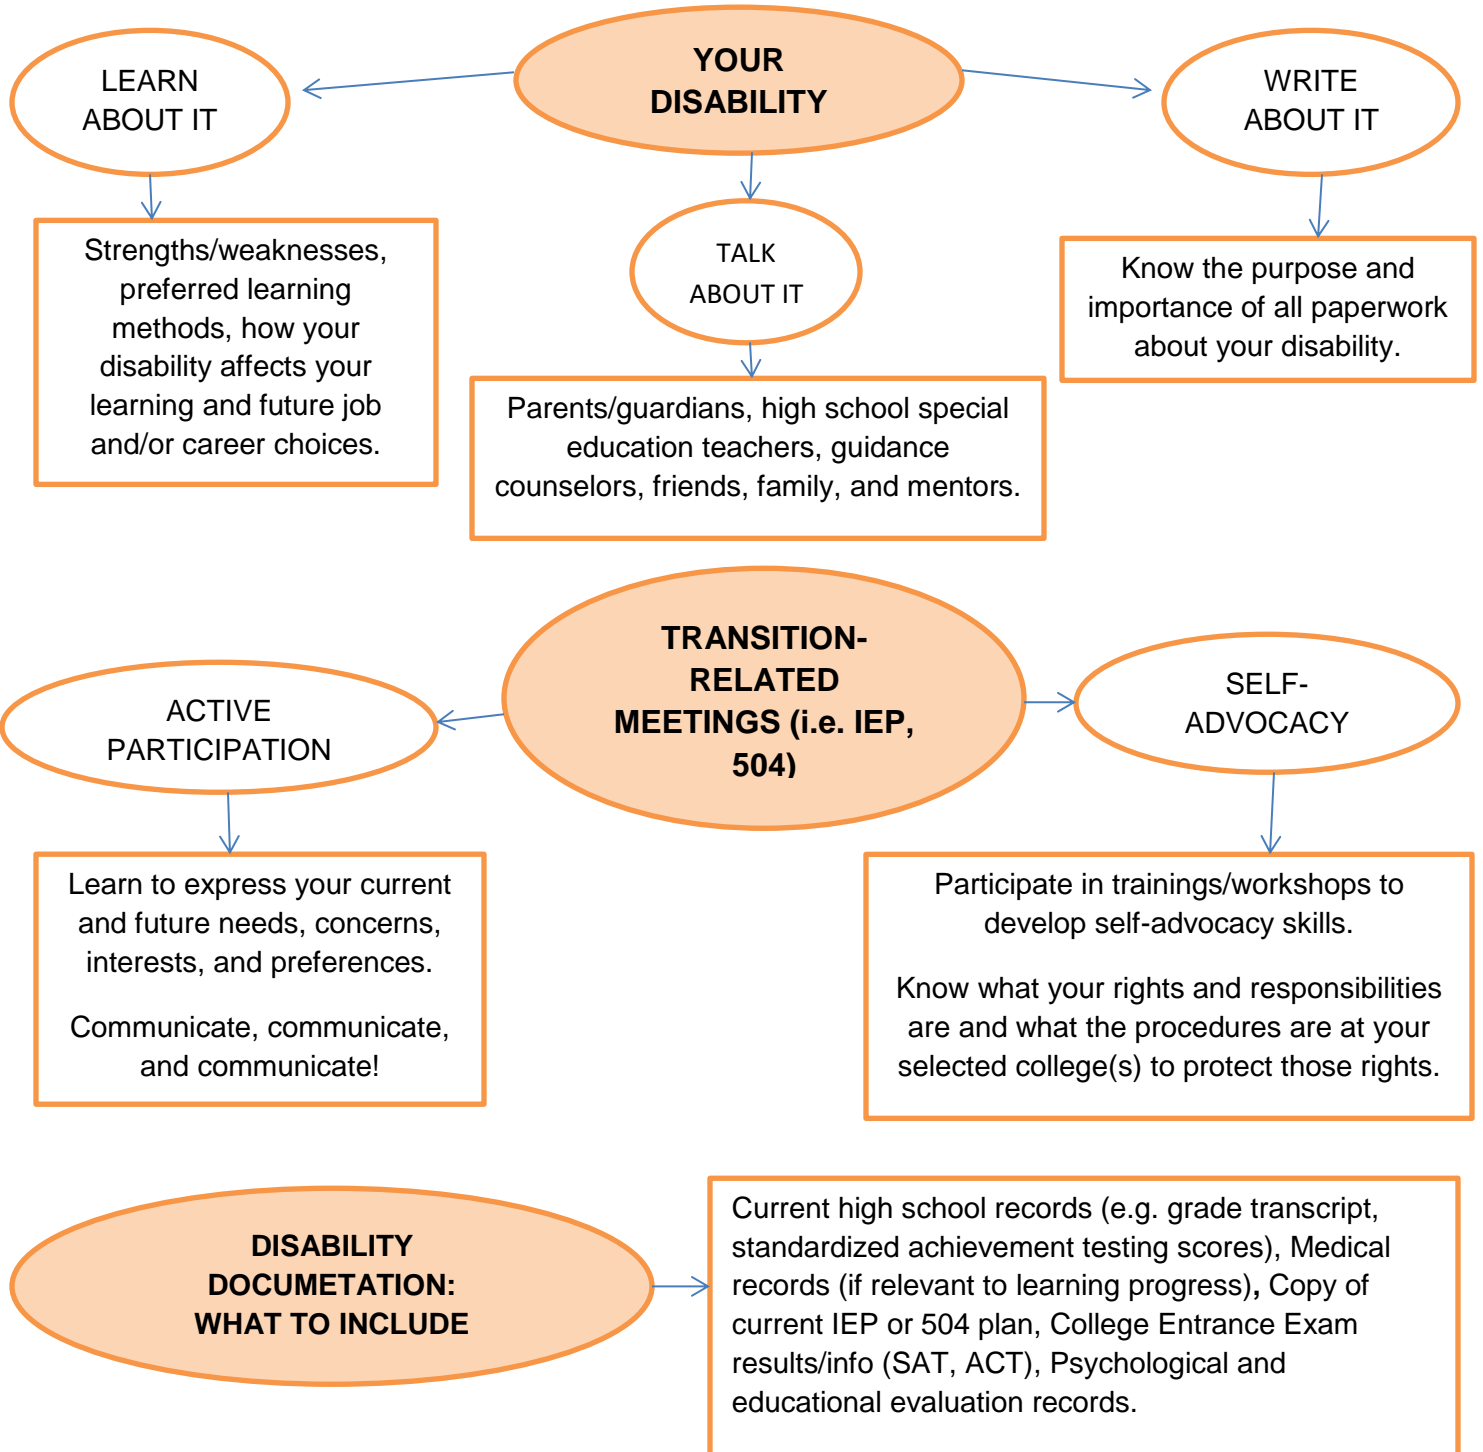 YOUR
DISABILITY
LEARN
ABOUT IT
WRITE
ABOUT IT
Strengths/weaknesses,
preferred learning
methods, how your
disability affects your
learning and future job
and/or career choices.
TALK
ABOUT IT
Parents/guardians, high school special
education teachers, guidance
counselors, friends, family, and mentors.
Know the purpose and
importance of all paperwork
about your disability.
TRANSITION-
RELATED
MEETINGS (i.e. IEP,
504)
ACTIVE
PARTICIPATION
Learn to express your current
and future needs, concerns,
interests, and preferences.
Communicate, communicate,
and communicate!
SELF-
ADVOCACY
Participate in trainings/workshops to
develop self-advocacy skills.
Know what your rights and responsibilities
are and what the procedures are at your
selected college(s) to protect those rights.
DISABILITY
DOCUMETATION:
WHAT TO INCLUDE
Current high school records (e.g. grade transcript,
standardized achievement testing scores), Medical
records (if relevant to learning progress), Copy of
current IEP or 504 plan, College Entrance Exam
results/info (SAT, ACT), Psychological and
educational evaluation records.